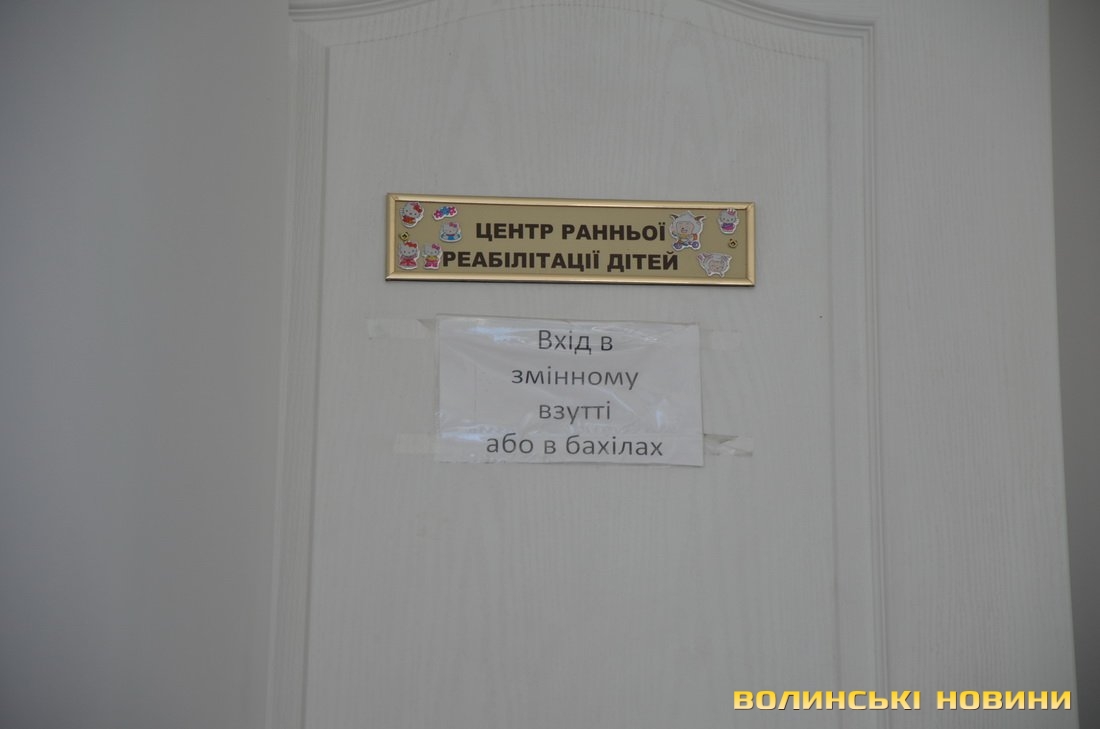 ЦЕНТР РАННЬОЇ
РЕАБІЛІТАЦІЇ ДІТЕЙ
Вхід в
змінному
взутті
або в бахілах
ВОЛИНСЬКІ НОВИНИ